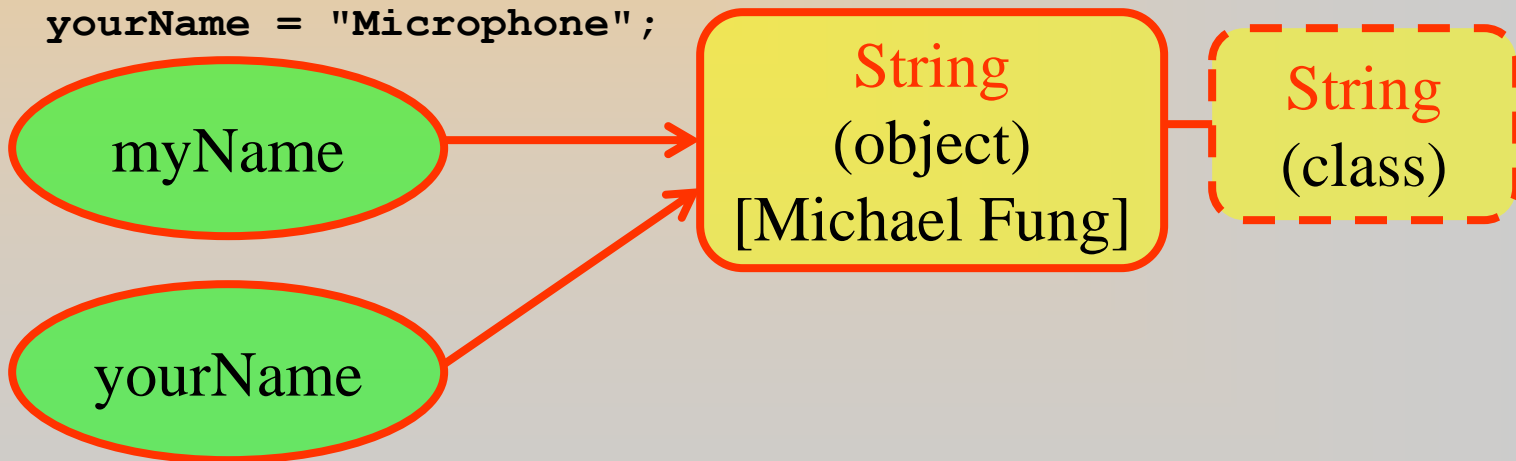 yourName = "Microphone";
myName
String
(object)
[Michael Fung]
String
(class)
yourName